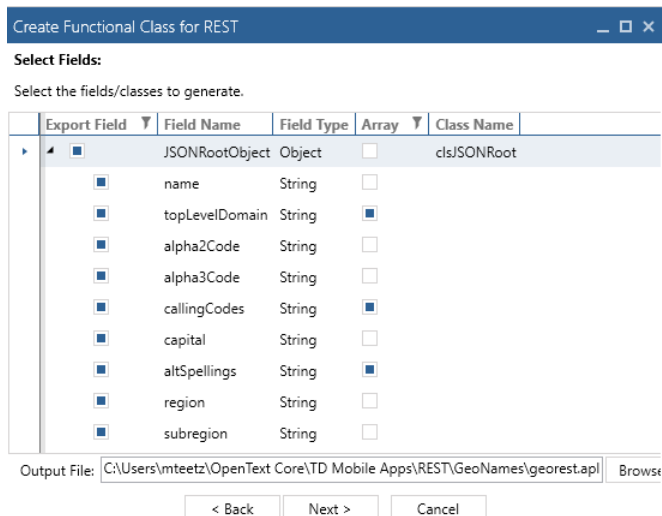 Create Functional Class for REST
Select Fields:
Select the fields/classes to generate.
Export Field Field Name Field Type Array Class Name
JSONRootObject Object clsJSONRoot
name String
topLevelDomain String
alpha2Code String
alpha3Code String
callingCodes String
capital String
altSpellings String
region String
subregion String
Output File: C:\Users\mteetz\OpenText Core\TD Mobile Apps\REST\GeoNames\georest.apl Browse
< Back Next > Cancel